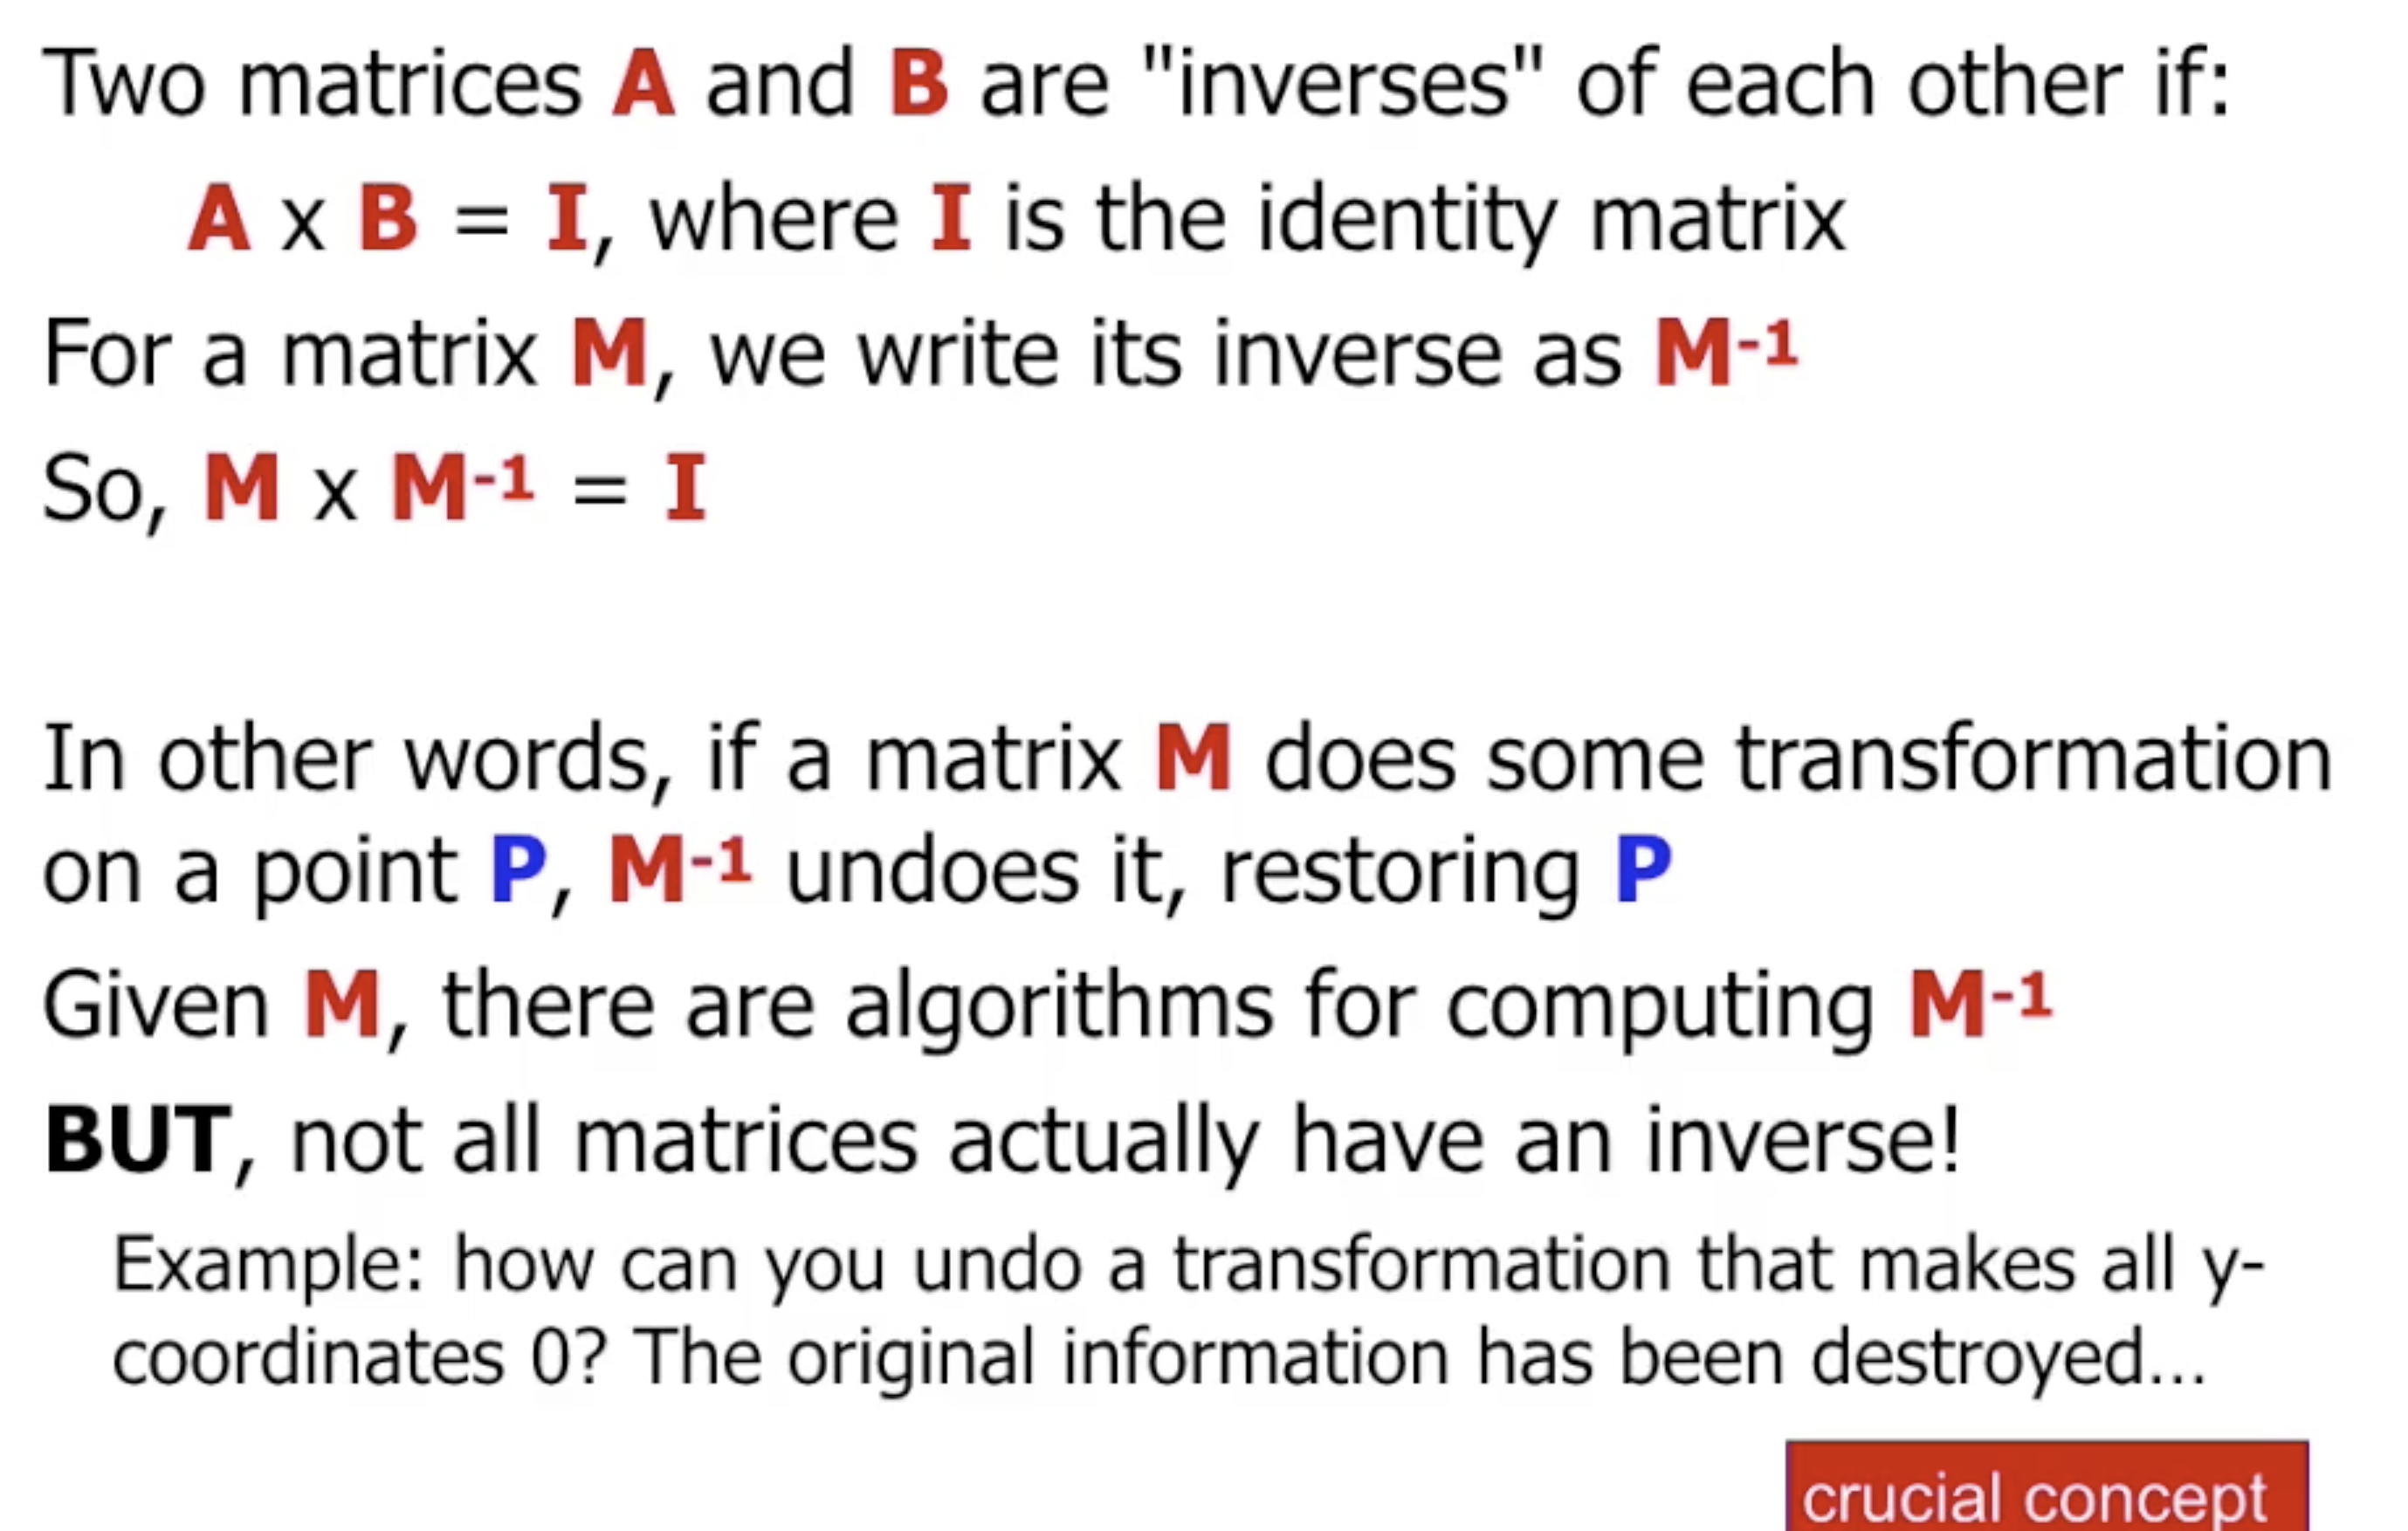 Two matrices A and B are "inverses" of each other if:
A x B = I, where I is the identity matrix
For a matrix M, we write its inverse as M-1
So, M x M-1 = I
In other words, if a matrix M does some transformation
on a point P, M-1 undoes it, restoring P
Given M, there are algorithms for computing M-1
BUT, not all matrices actually have an inverse!
Example: how can you undo a transformation that makes all y-
coordinates 0? The original information has been destroyed...
crucial concept